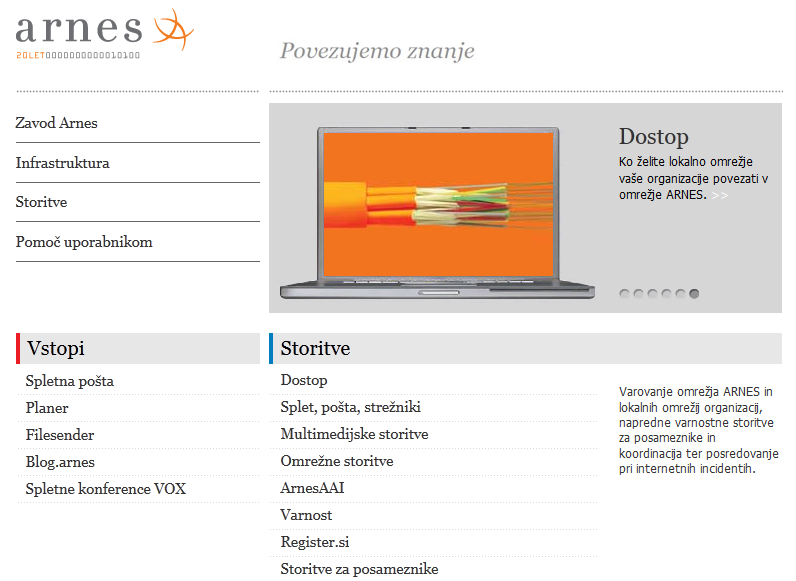 arnes
20LET0000000000010100
Povezujemo znanje
Zavod Arnes
Infrastruktura
Storitve
Pomoč uporabnikom
Dostop
Ko želite lokalno omrežje
vaše organizacije povezati v
omrežje ARNES. >>
Vstopi
Spletna pošta
Planer
Filesender
Blog.arnes
Spletne konference VOX
Storitve
Dostop
Splet, pošta, strežniki
Multimedijske storitve
Omrežne storitve
ArnesAAI
Varnost
Register.si
Storitve za posameznike
Varovanje omrežja ARNES in
lokalnih omrežij organizacij,
napredne varnostne storitve
za posameznike in
koordinacija ter posredovanje
pri internetnih incidentih.